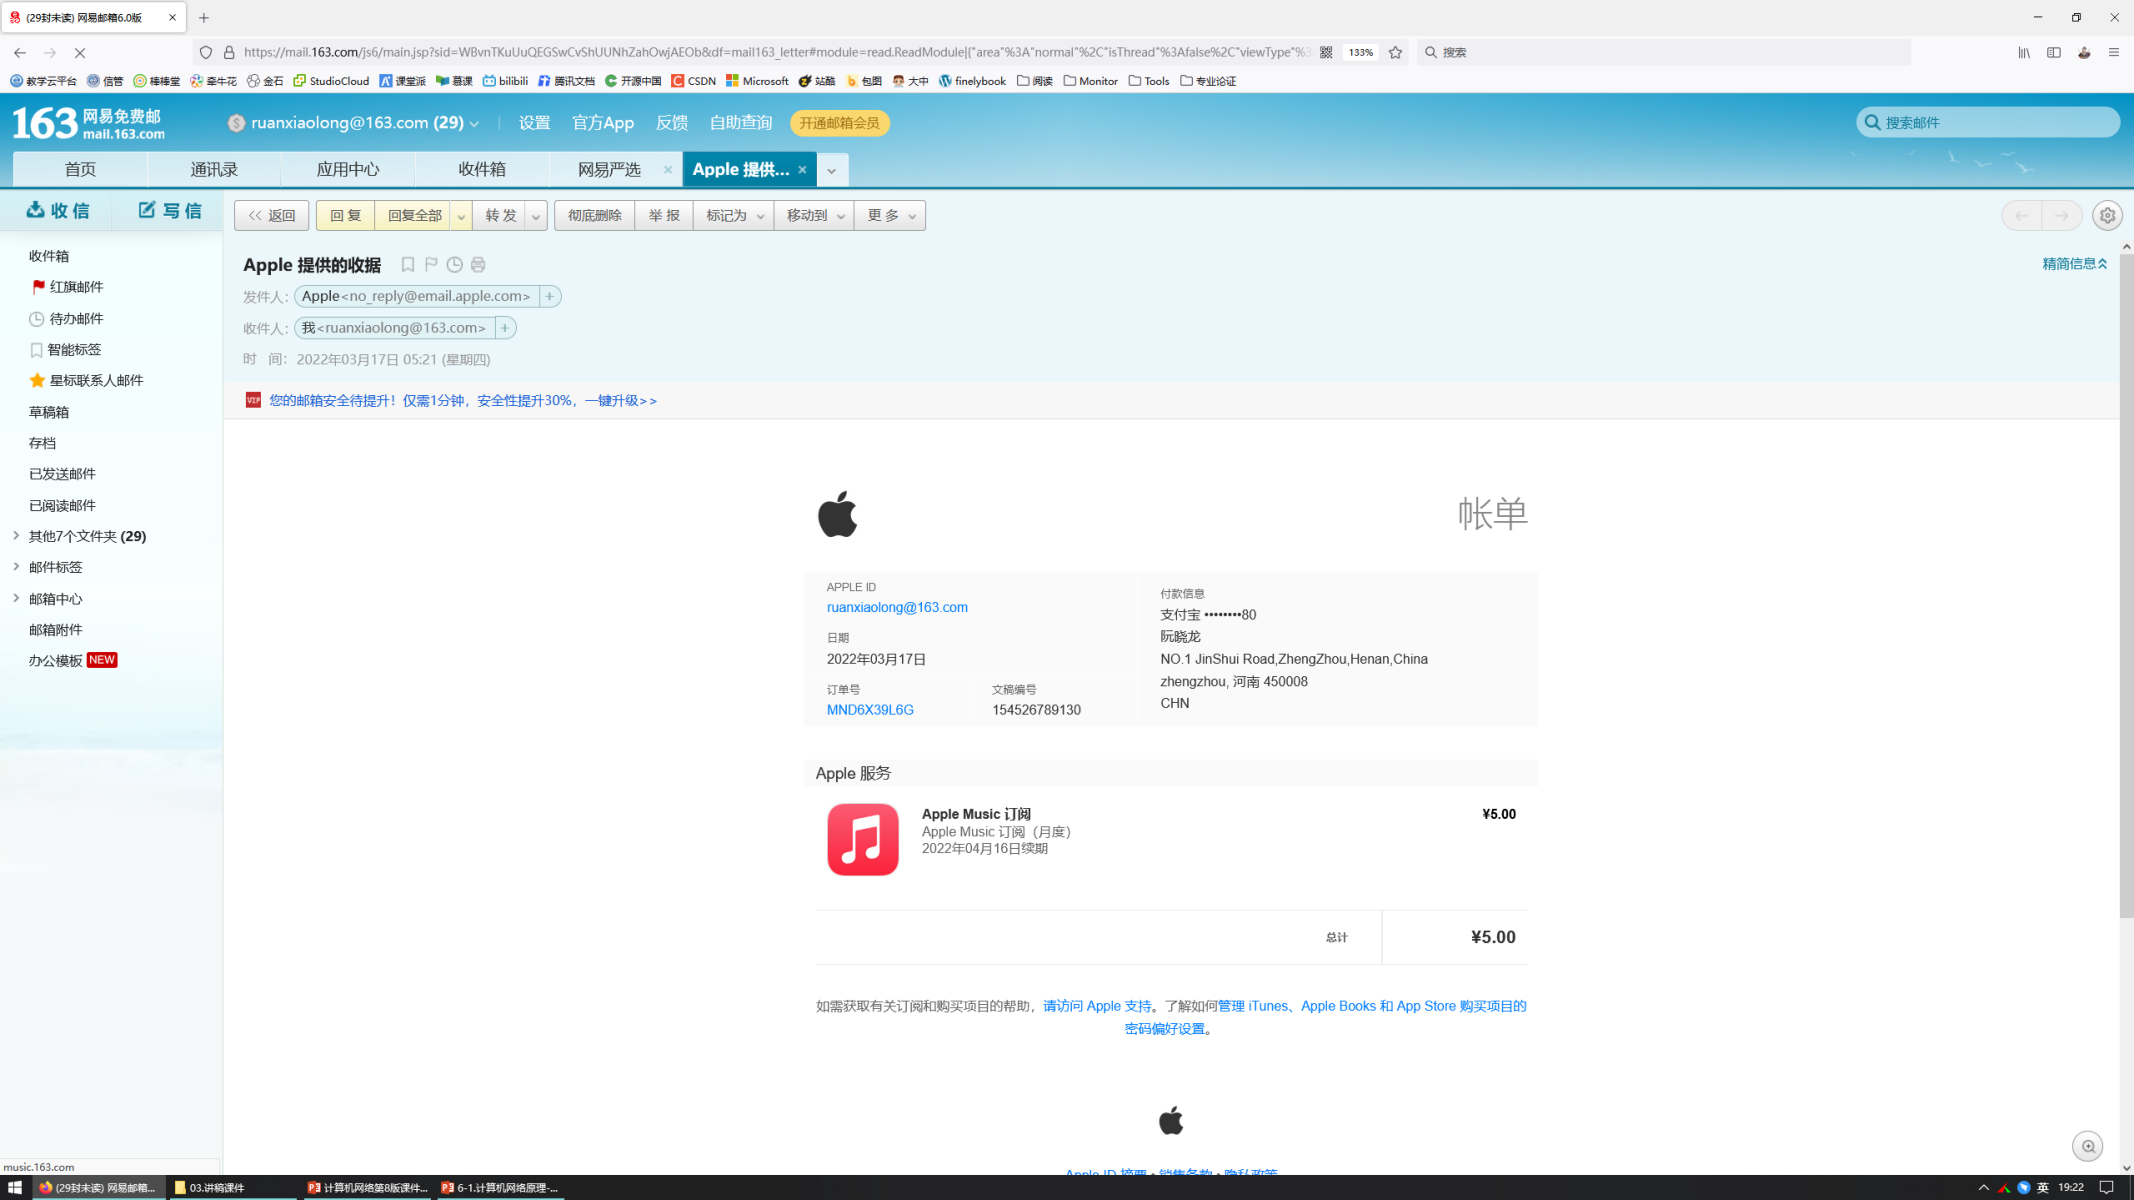 (29封未读) 网易邮箱6.0版
https://mail.163.com/js6/main.jsp?sid=WBvnTKuUuQEGSwCvShUUNhZahOwjAEOb&df=mail163_letter#module=read.ReadModule|{"area"%3A"normal"%2C"isThread"%3Afalse%2C"viewType"%3 133% 搜索
教学云平台 信管 棒棒堂 牵牛花 金石 StudioCloud 课堂派 慕课 bilibili 腾讯文档 开源中国 CSDN Microsoft 站酷 包图 大中 finelybook 阅读 Monitor Tools 专业论证
163 网易免费邮 mail.163.com ruanxiaolong@163.com (29) 设置 官方App 反馈 自助查询 开通邮箱会员 搜索邮件
首页 通讯录 应用中心 收件箱 网易严选 Apple 提供...
收信 写信 << 返回 回复 回复全部 转发 彻底删除 举报 标记为 移动到 更多
收件箱
红旗邮件
待办邮件
智能标签
星标联系人邮件
草稿箱
存档
已发送邮件
已阅读邮件
其他7个文件夹 (29)
邮件标签
邮箱中心
邮箱附件
办公模板 NEW
Apple 提供的收据 精简信息
发件人: Apple<no_reply@email.apple.com> +
收件人: 我<ruanxiaolong@163.com> +
时 间: 2022年03月17日 05:21 (星期四)
VIP 您的邮箱安全待提升！仅需1分钟，安全性提升30%，一键升级>>
帐单
APPLE ID
ruanxiaolong@163.com
日期
2022年03月17日
订单号
MND6X39L6G
文稿编号
154526789130
付款信息
支付宝 ••••••••80
阮晓龙
NO.1 JinShui Road,ZhengZhou,Henan,China
zhengzhou, 河南 450008
CHN
Apple 服务
Apple Music 订阅 ¥5.00
Apple Music 订阅（月度）
2022年04月16日续期
总计 ¥5.00
如需获取有关订阅和购买项目的帮助，请访问 Apple 支持。了解如何管理 iTunes、Apple Books 和 App Store 购买项目的
密码偏好设置。
Apple ID 摘要 • 销售条款 • 隐私政策
music.163.com
(29封未读) 网易邮箱... 03.讲稿课件 计算机网络第8版课件... 6-1.计算机网络原理-... 英 19:22